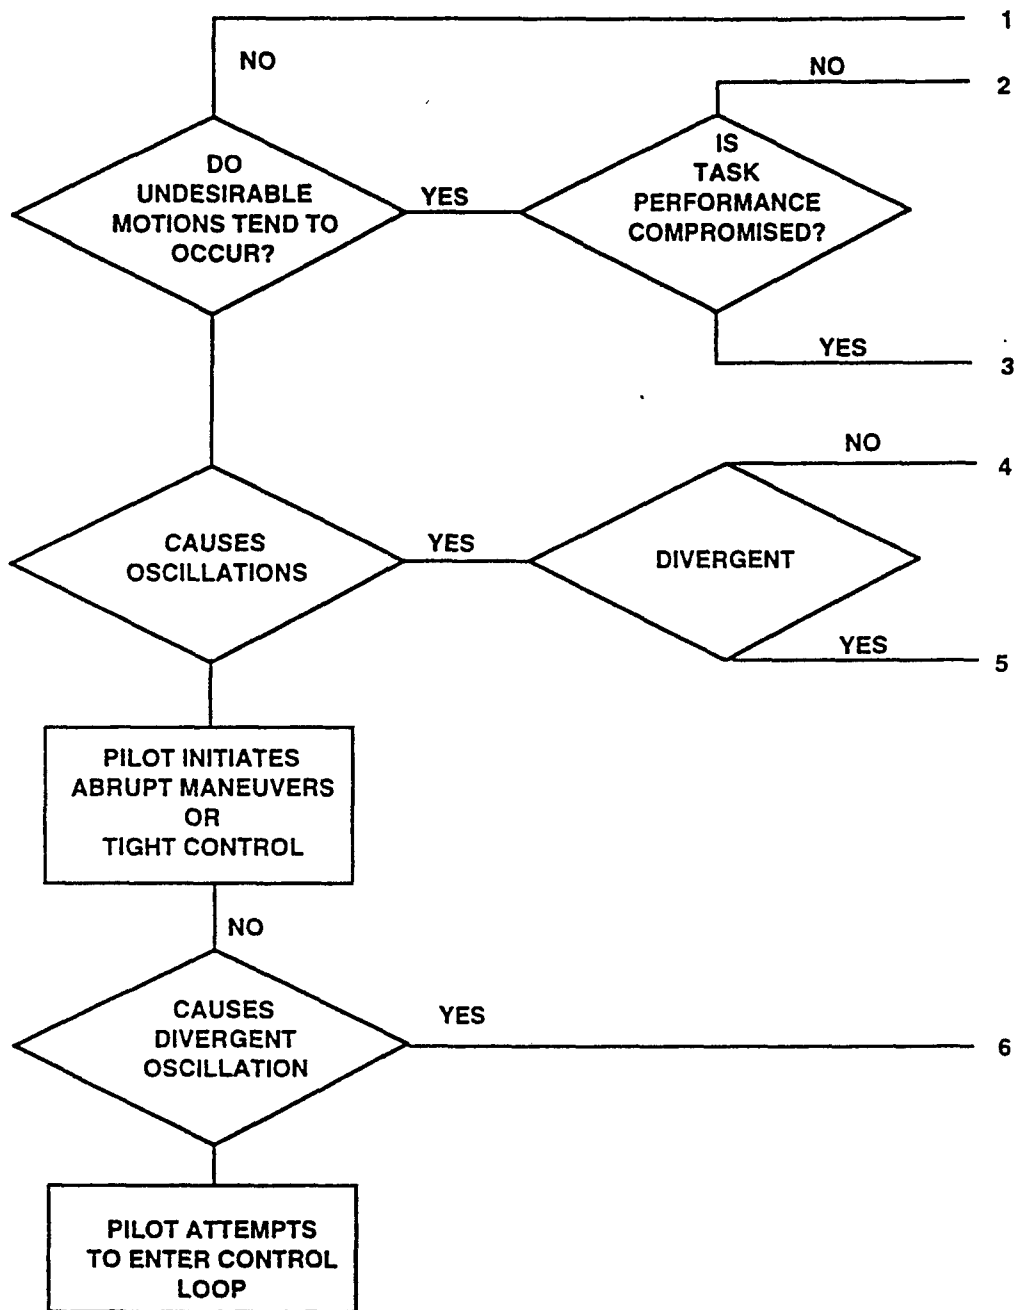 1
NO
NO
2
DO
UNDESIRABLE
MOTIONS TEND TO
OCCUR?
YES
IS
TASK
PERFORMANCE
COMPROMISED?
YES
3
NO
4
CAUSES
OSCILLATIONS
YES
DIVERGENT
YES
5
PILOT INITIATES
ABRUPT MANEUVERS
OR
TIGHT CONTROL
NO
CAUSES
DIVERGENT
OSCILLATION
YES
6
PILOT ATTEMPTS
TO ENTER CONTROL
LOOP